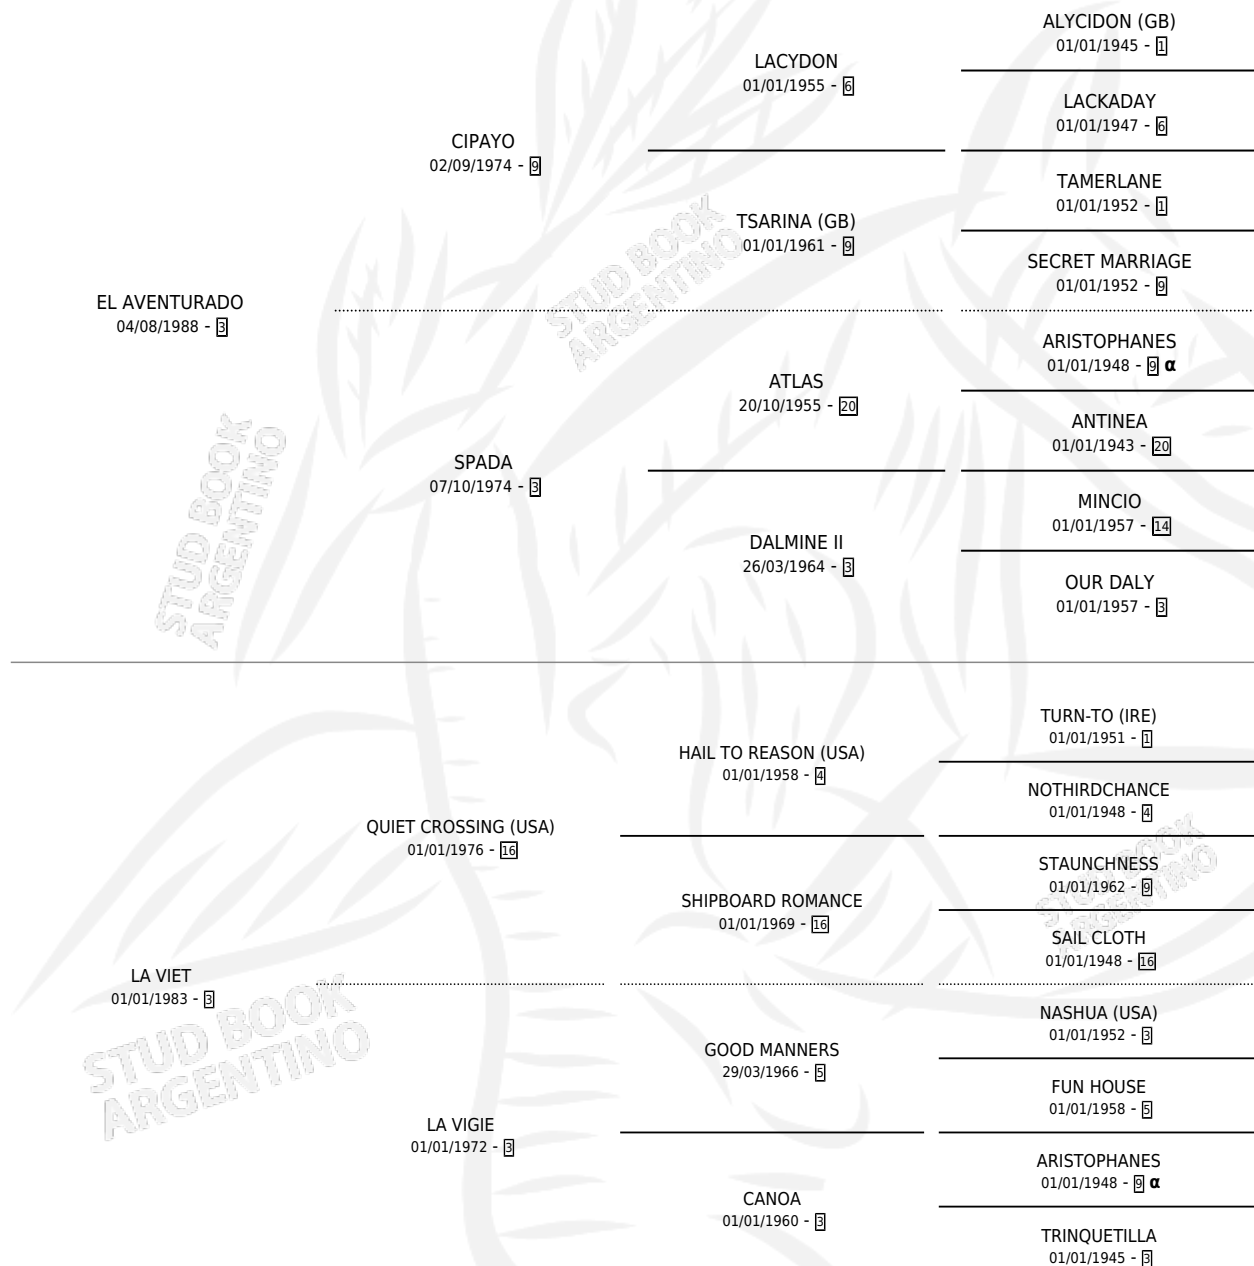 ALYCIDON (GB)
01/01/1945 - 1
LACYDON
01/01/1955 - 6
LACKADAY
01/01/1947 - 6
CIPAYO
02/09/1974 - 9
TAMERLANE
01/01/1952 - 1
TSARINA (GB)
01/01/1961 - 9
SECRET MARRIAGE
01/01/1952 - 9
EL AVENTURADO
04/08/1988 - 3
STUD BOOK
ARGENTINO
ARISTOPHANES
01/01/1948 - 9 α
ATLAS
20/10/1955 - 20
ANTINEA
01/01/1943 - 20
SPADA
07/10/1974 - 3
MINCIO
01/01/1957 - 14
DALMINE II
26/03/1964 - 3
OUR DALY
01/01/1957 - 3
STUD BOOK
ARGENTINO
TURN-TO (IRE)
01/01/1951 - 1
HAIL TO REASON (USA)
01/01/1958 - 4
NOTHIRDCHANCE
01/01/1948 - 4
QUIET CROSSING (USA)
01/01/1976 - 16
STAUNCHNESS
01/01/1962 - 9
SHIPBOARD ROMANCE
01/01/1969 - 16
SAIL CLOTH
01/01/1948 - 16
STUD BOOK
ARGENTINO
LA VIET
01/01/1983 - 3
NASHUA (USA)
01/01/1952 - 3
GOOD MANNERS
29/03/1966 - 5
FUN HOUSE
01/01/1958 - 5
LA VIGIE
01/01/1972 - 3
ARISTOPHANES
01/01/1948 - 9 α
CANOA
01/01/1960 - 3
TRINQUETILLA
01/01/1945 - 3
STUD BOOK
ARGENTINO